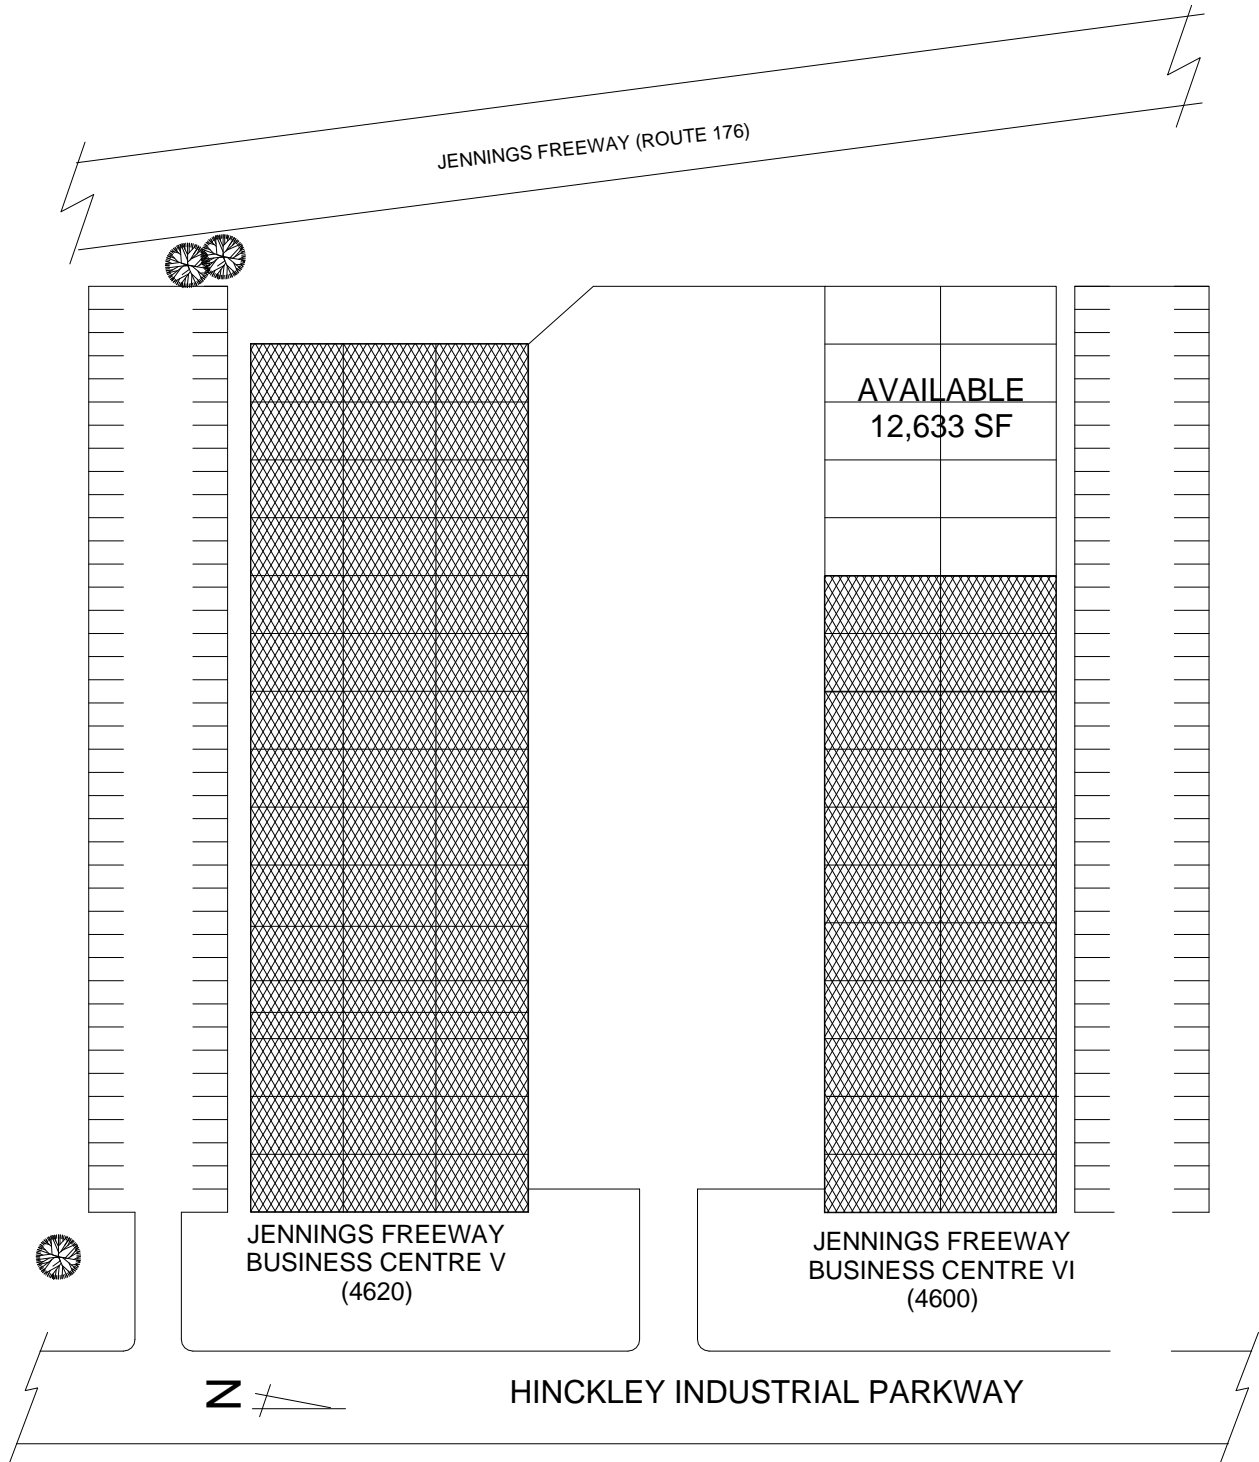 JENNINGS FREEWAY (ROUTE 176)
AVAILABLE
12,633 SF
JENNINGS FREEWAY
BUSINESS CENTRE V
(4620)
JENNINGS FREEWAY
BUSINESS CENTRE VI
(4600)
N
HINCKLEY INDUSTRIAL PARKWAY